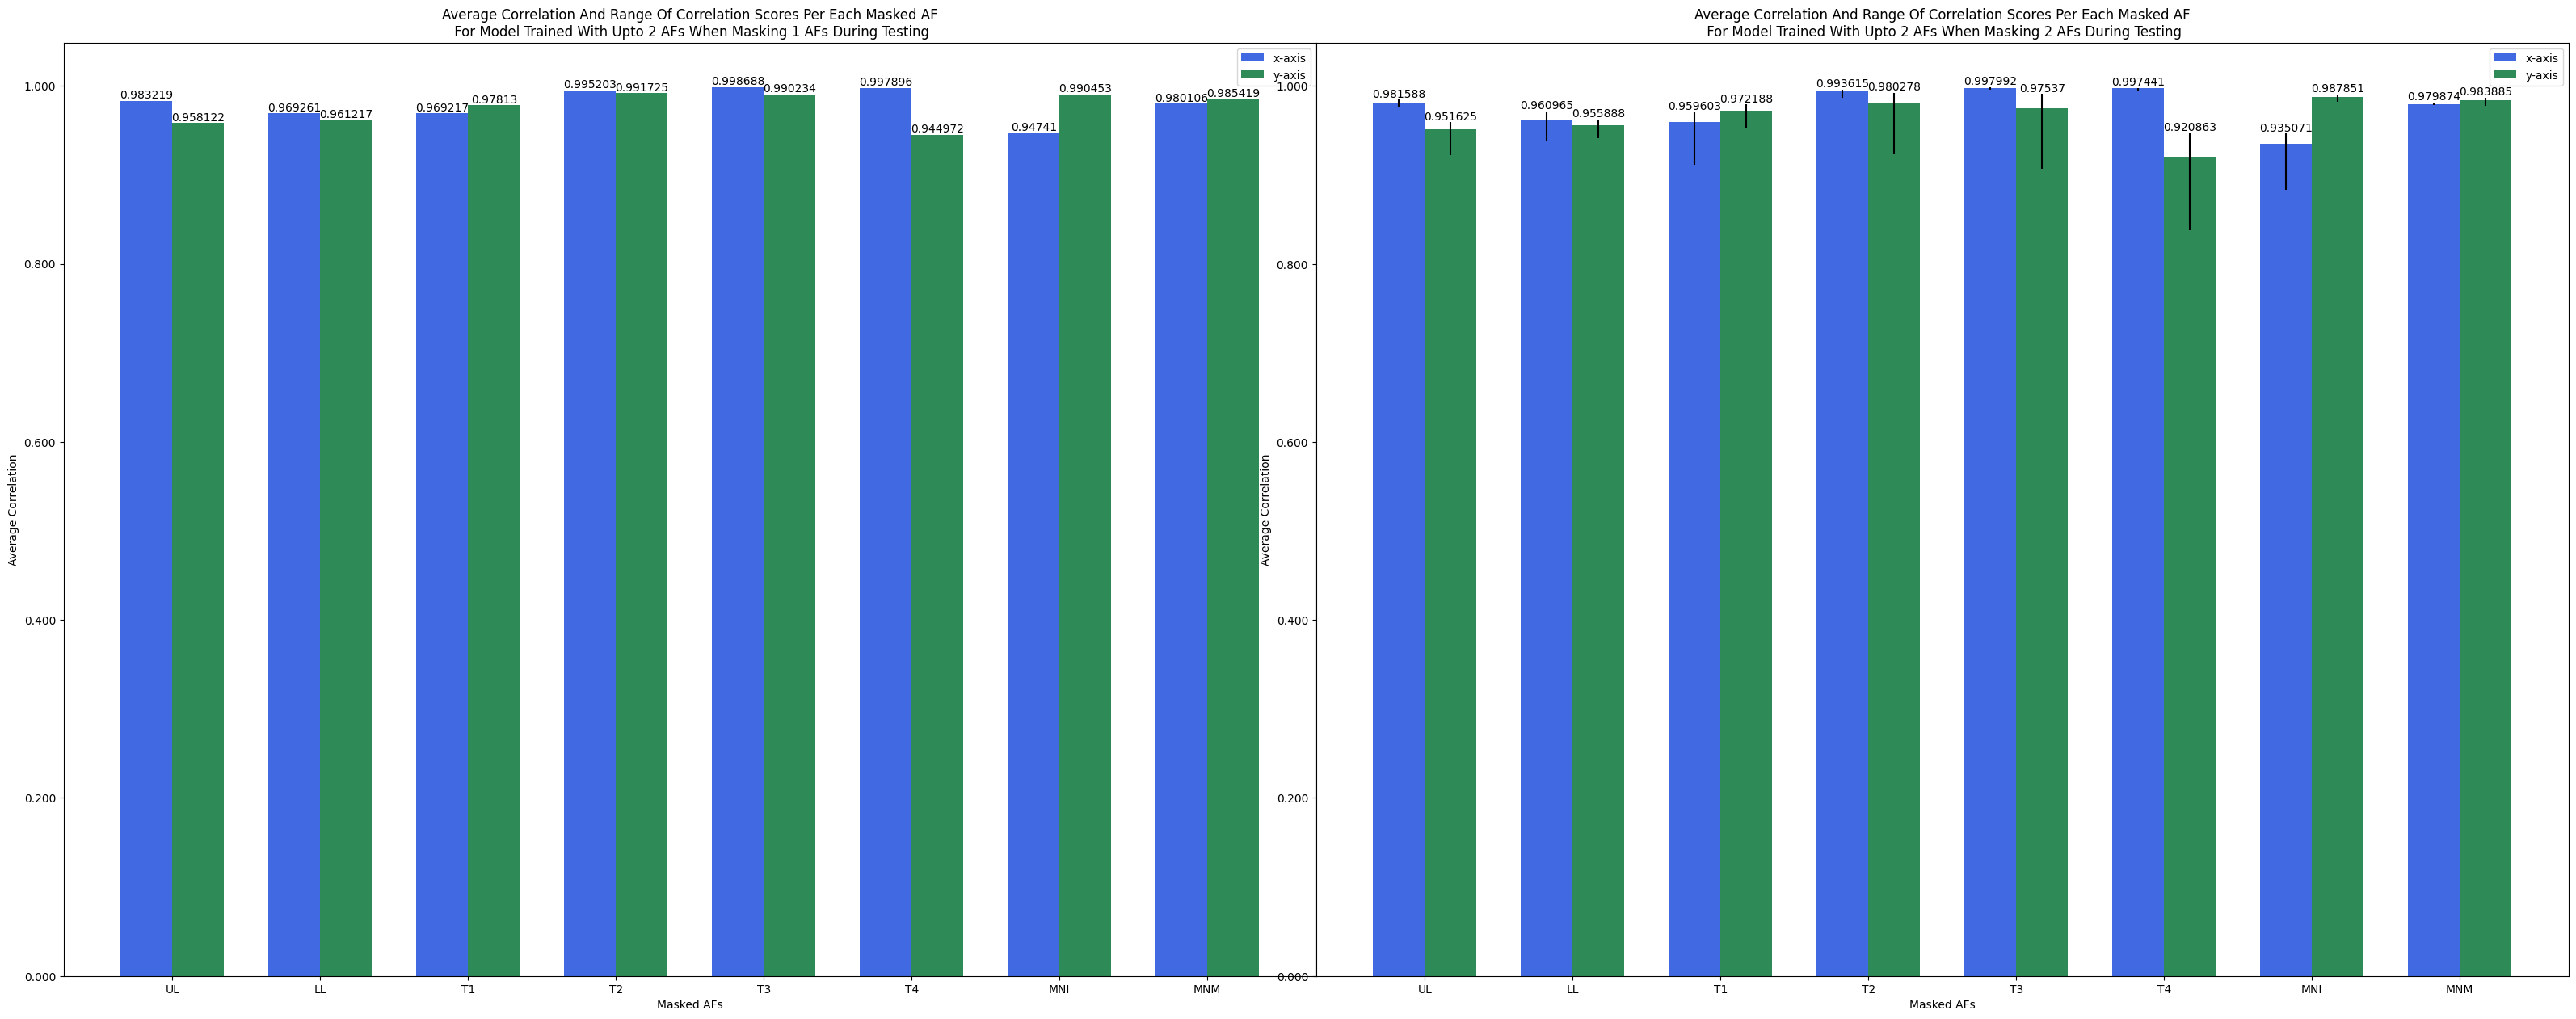 Average Correlation And Range Of Correlation Scores Per Each Masked AF
For Model Trained With Upto 2 AFs When Masking 1 AFs During Testing
x-axis
y-axis
1.000
0.800
0.600
0.400
0.200
0.000
Average Correlation
0.983219
0.958122
0.969261
0.961217
0.969217
0.97813
0.995203
0.991725
0.998688
0.990234
0.997896
0.944972
0.94741
0.990453
0.980106
0.985419
UL
LL
T1
T2
T3
T4
MNI
MNM
Masked AFs
Average Correlation And Range Of Correlation Scores Per Each Masked AF
For Model Trained With Upto 2 AFs When Masking 2 AFs During Testing
x-axis
y-axis
1.000
0.800
0.600
0.400
0.200
0.000
Average Correlation
0.981588
0.951625
0.960965
0.955888
0.959603
0.972188
0.993615
0.980278
0.997992
0.97537
0.997441
0.920863
0.935071
0.987851
0.979874
0.983885
UL
LL
T1
T2
T3
T4
MNI
MNM
Masked AFs